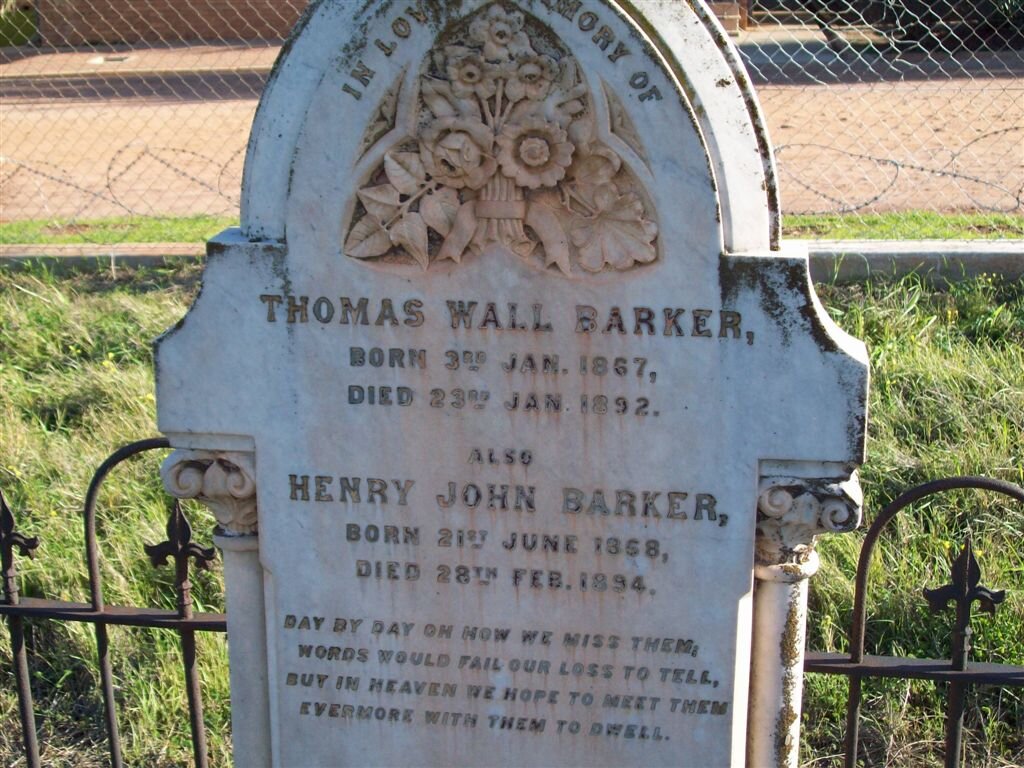 IN LOVING MEMORY OF
THOMAS WALL BARKER,
BORN 3RD JAN. 1867,
DIED 23RD JAN. 1892.
ALSO
HENRY JOHN BARKER,
BORN 21ST JUNE 1868,
DIED 28TH FEB. 1894.
DAY BY DAY OH HOW WE MISS THEM;
WORDS WOULD FAIL OUR LOSS TO TELL,
BUT IN HEAVEN WE HOPE TO MEET THEM
EVERMORE WITH THEM TO DWELL.